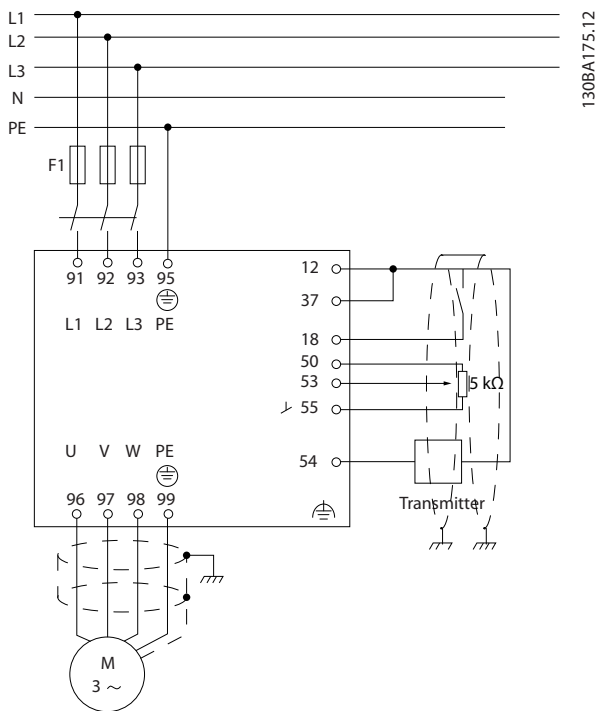 L1
L2
L3
N
PE
130BA175.12
F1
91 92 93 95
L1 L2 L3 PE
12
37
18
50
53
5 kΩ
55
54
Transmitter
U V W PE
96 97 98 99
M
3 ~